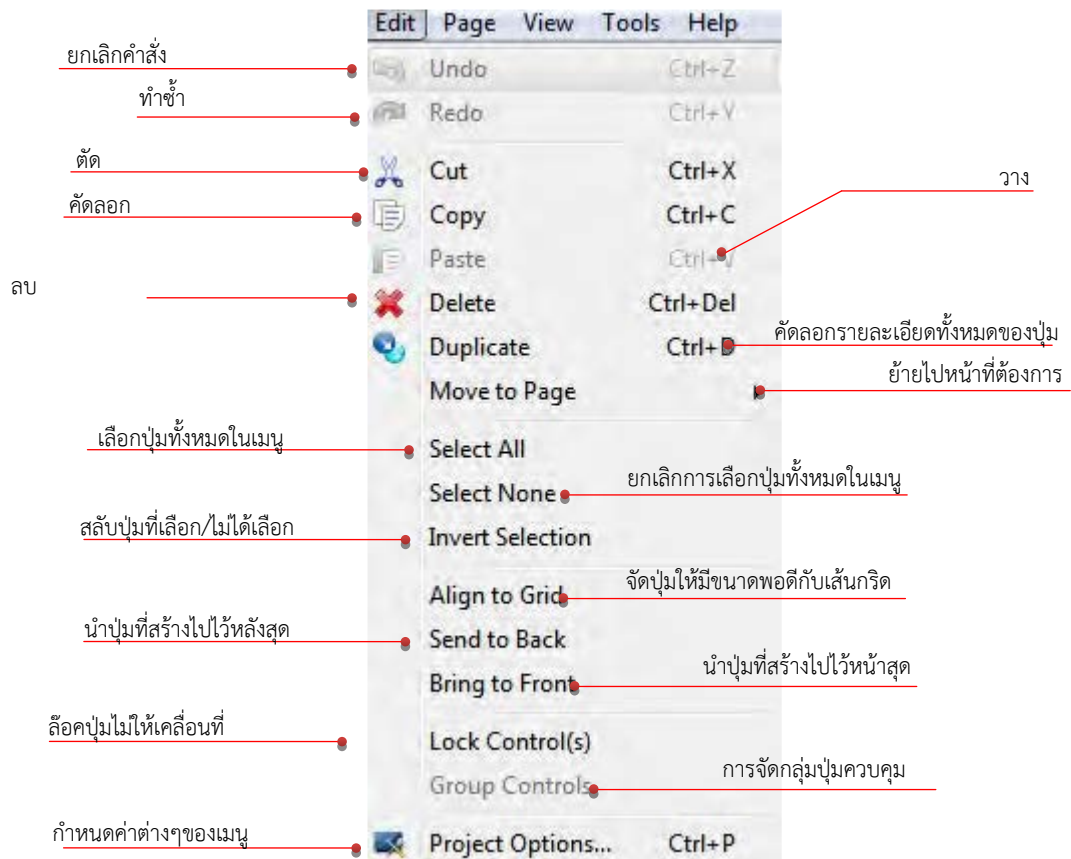 Edit Page View Tools Help
ยกเลิกคำสั่ง
Undo Ctrl+Z
ทำซ้ำ
Redo Ctrl+Y
ตัด
Cut Ctrl+X
วาง
คัดลอก
Copy Ctrl+C
Paste Ctrl+V
ลบ
Delete Ctrl+Del
คัดลอกรายละเอียดทั้งหมดของปุ่ม
Duplicate Ctrl+D
ย้ายไปหน้าที่ต้องการ
Move to Page
เลือกปุ่มทั้งหมดในเมนู
Select All
ยกเลิกการเลือกปุ่มทั้งหมดในเมนู
Select None
สลับปุ่มที่เลือก/ไม่ได้เลือก
Invert Selection
จัดปุ่มให้มีขนาดพอดีกับเส้นกริด
Align to Grid
นำปุ่มที่สร้างไปไว้หลังสุด
Send to Back
นำปุ่มที่สร้างไปไว้หน้าสุด
Bring to Front
ล๊อคปุ่มไม่ให้เคลื่อนที่
Lock Control(s)
การจัดกลุ่มปุ่มควบคุม
Group Controls
กำหนดค่าต่างๆของเมนู
Project Options... Ctrl+P